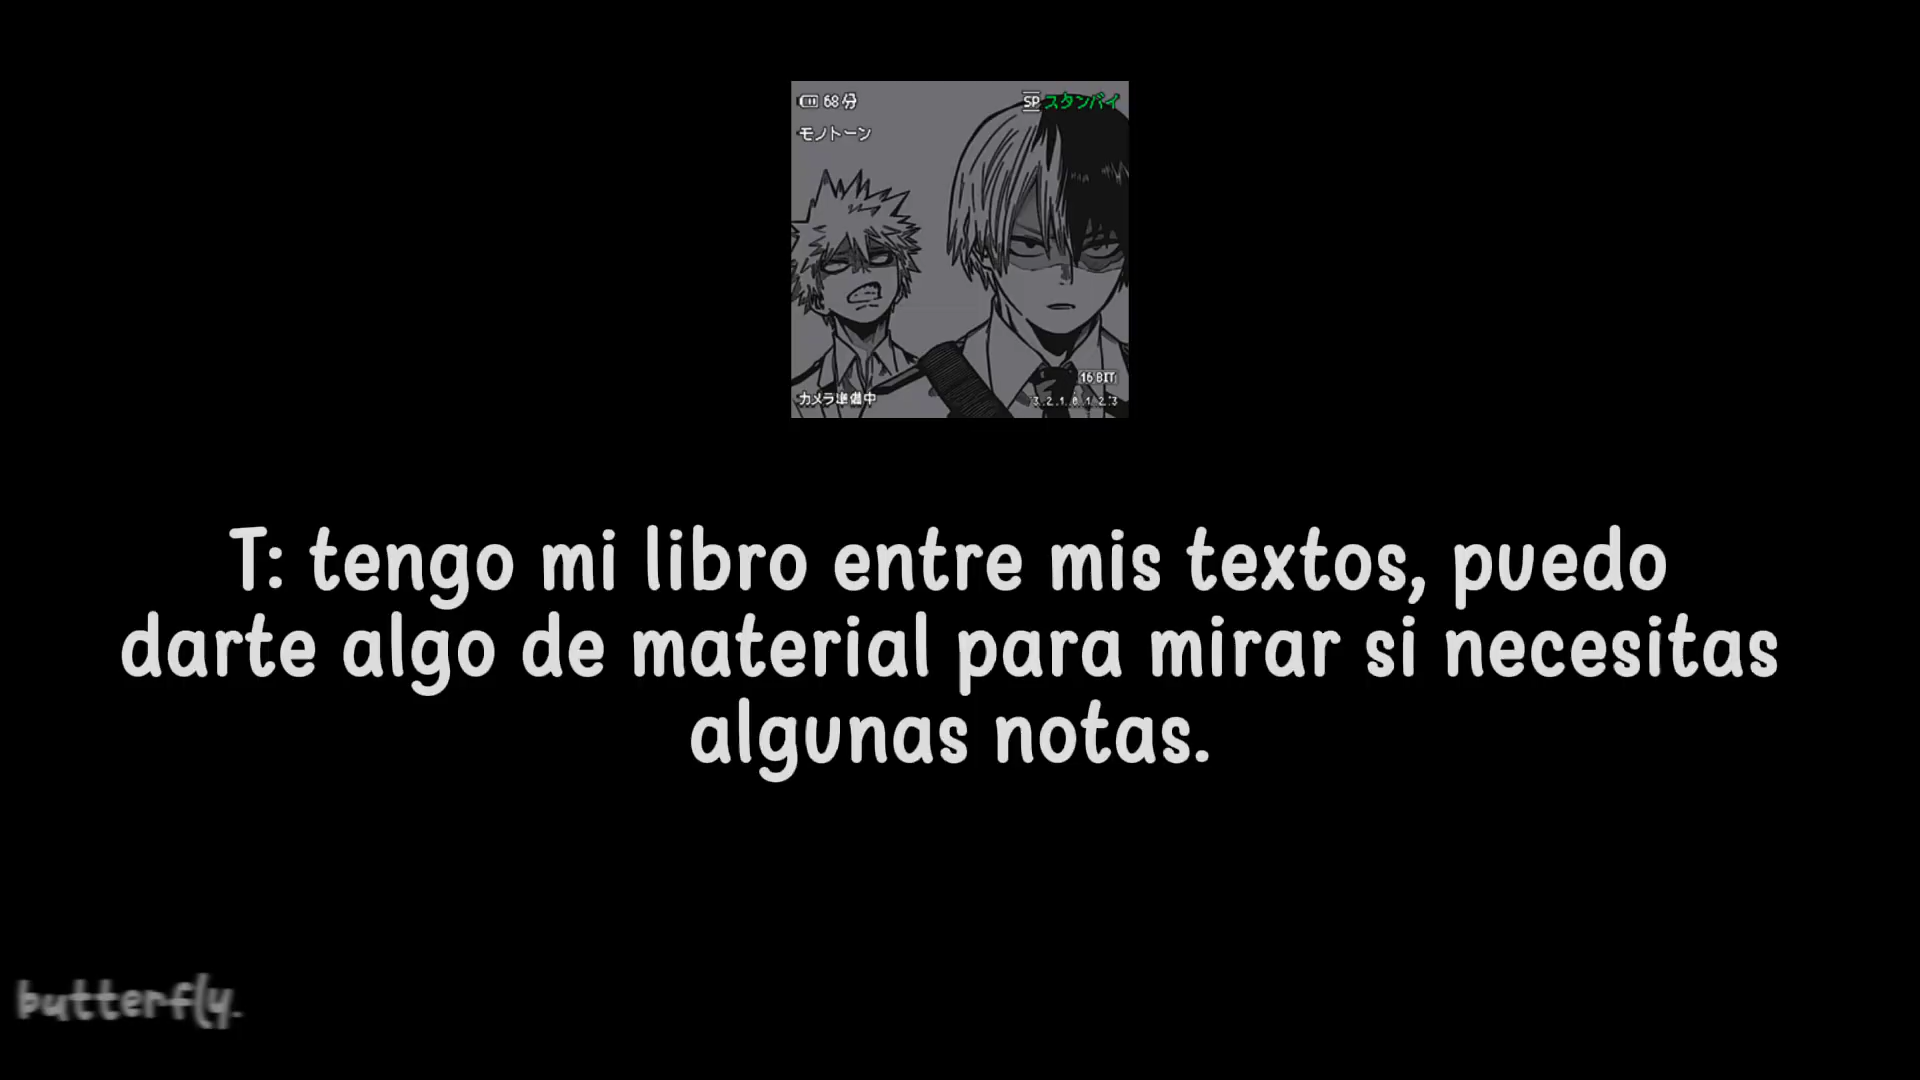 68分
SPスタンバイ
モノトーン
16 BIT
カメラ準備中
T: tengo mi libro entre mis textos, puedo
darte algo de material para mirar si necesitas
algunas notas.
butterfly.